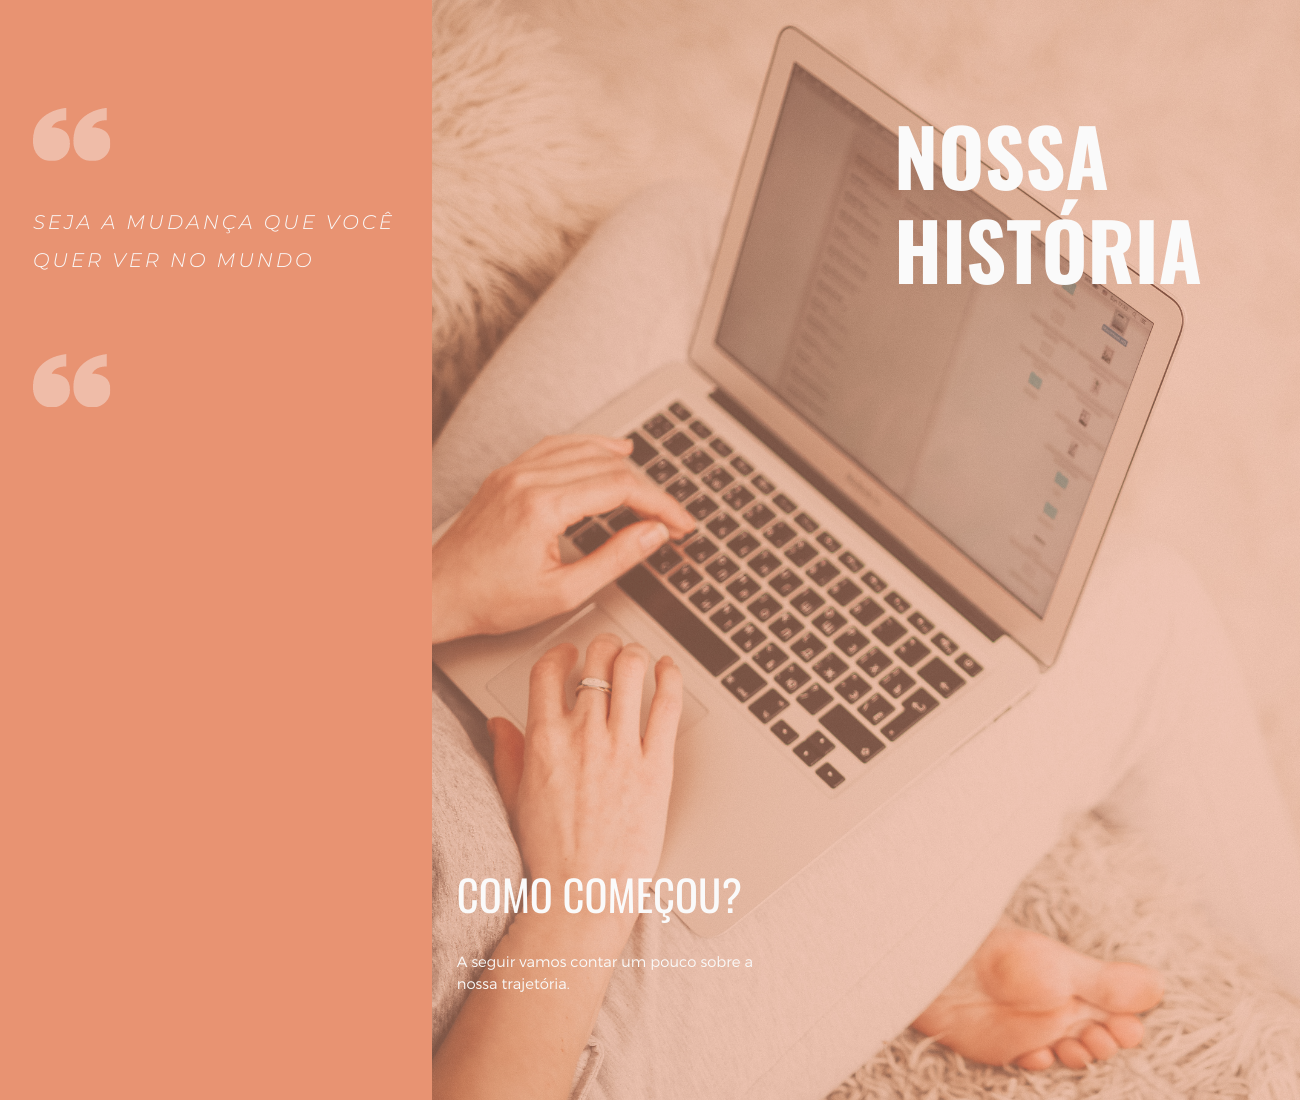 SEJA A MUDANÇA QUE VOCÊ
QUER VER NO MUNDO
NOSSA
HISTÓRIA
COMO COMEÇOU?
A seguir vamos contar um pouco sobre a
nossa trajetória.